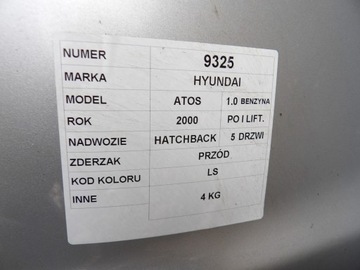 NUMER 9325
MARKA HYUNDAI
MODEL ATOS 1.0 BENZYNA
ROK 2000 PO I LIFT.
NADWOZIE HATCHBACK 5 DRZWI
ZDERZAK PRZÓD
KOD KOLORU LS
INNE 4 KG